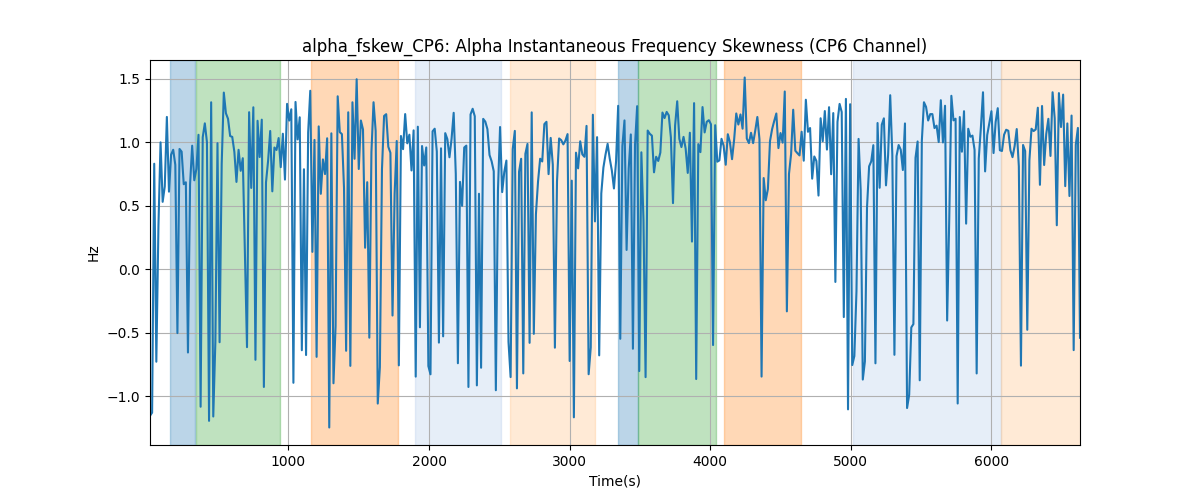 alpha_fskew_CP6: Alpha Instantaneous Frequency Skewness (CP6 Channel)
1.5
1.0
0.5
0.0
−0.5
−1.0
Hz
1000 2000 3000 4000 5000 6000
Time(s)